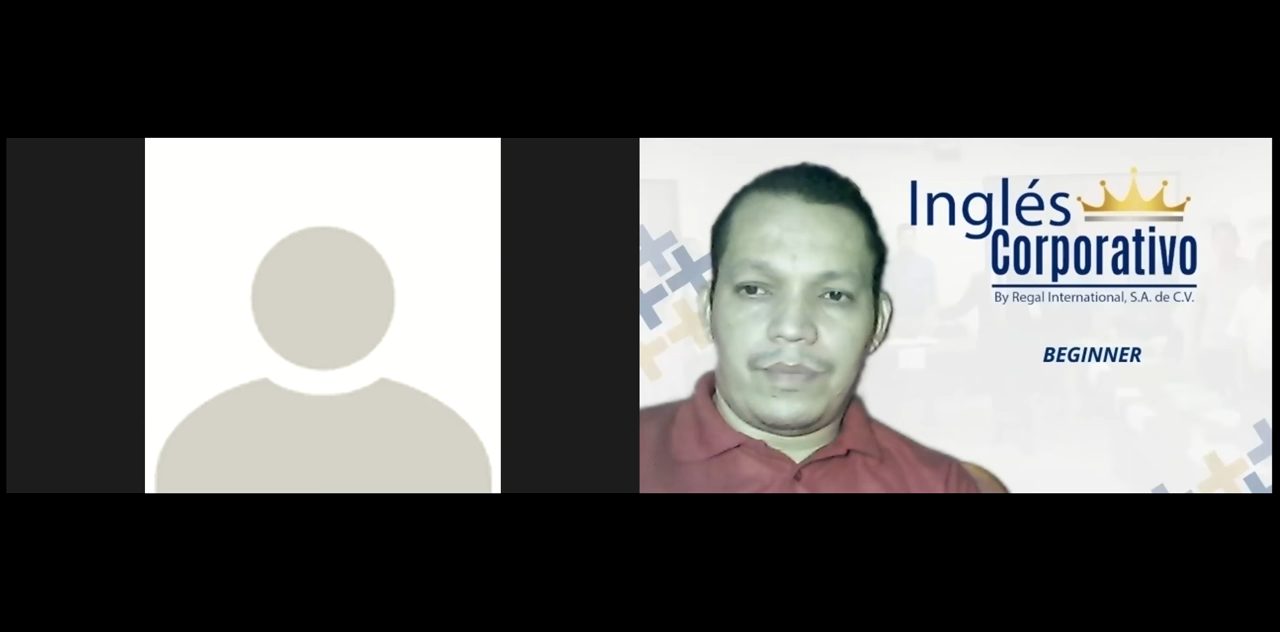 Inglés
Corporativo
By Regal International, S.A. de C.V.
BEGINNER